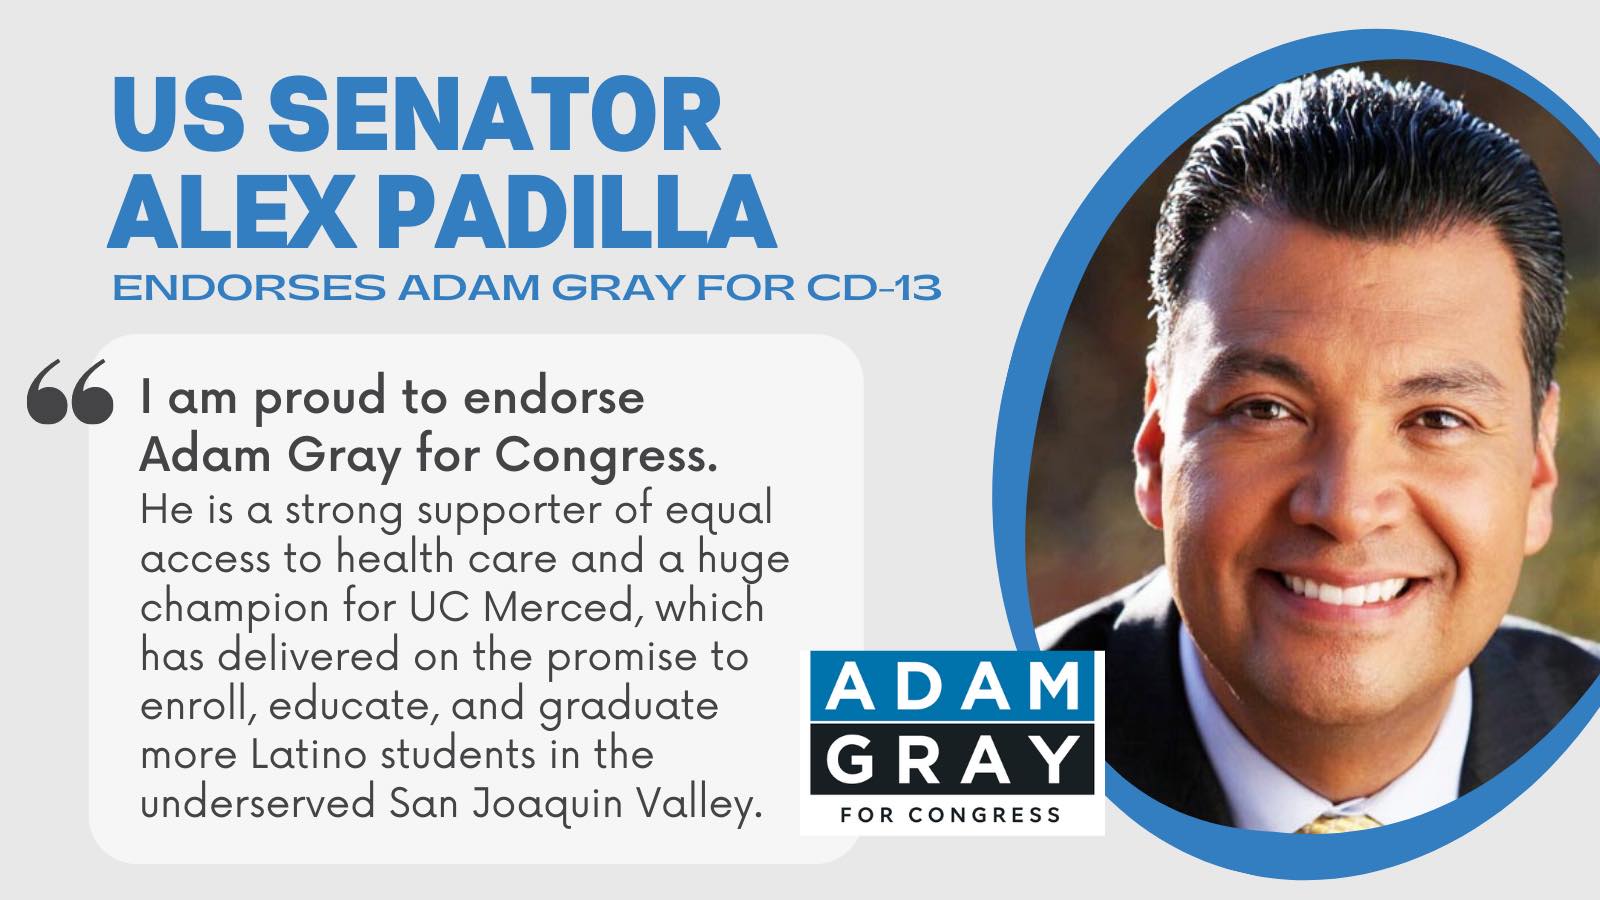 US SENATOR
ALEX PADILLA
ENDORSES ADAM GRAY FOR CD-13
“ I am proud to endorse
Adam Gray for Congress.
He is a strong supporter of equal
access to health care and a huge
champion for UC Merced, which
has delivered on the promise to
enroll, educate, and graduate
more Latino students in the
underserved San Joaquin Valley.
ADAM
GRAY
FOR CONGRESS